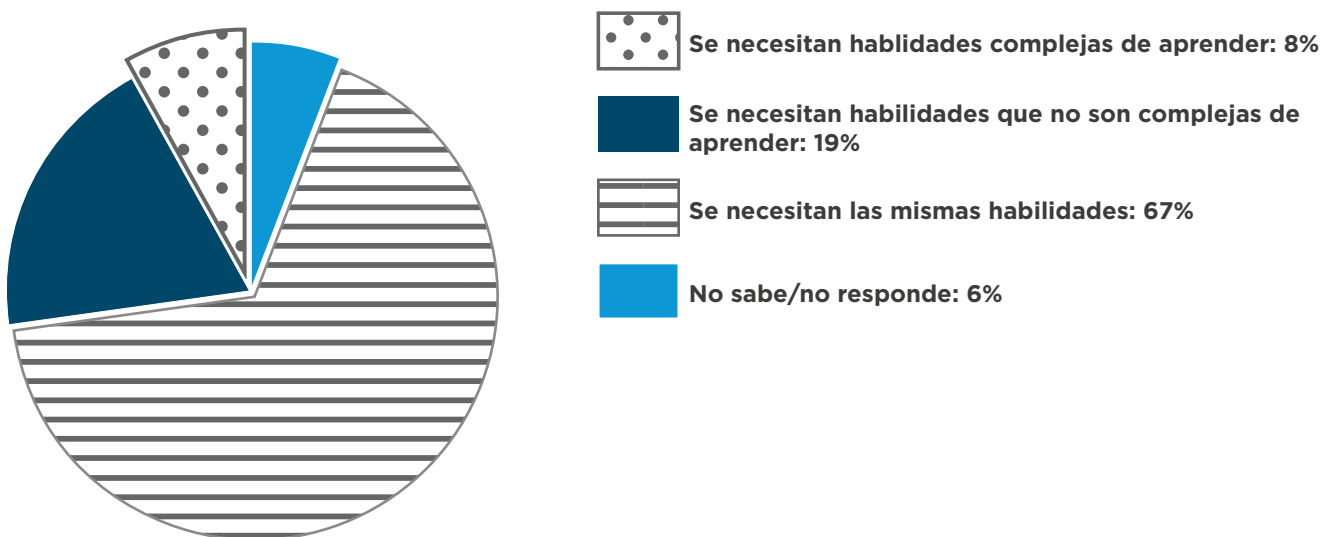 Se necesitan hablidades complejas de aprender: 8%
Se necesitan habilidades que no son complejas de
aprender: 19%
Se necesitan las mismas habilidades: 67%
No sabe/no responde: 6%